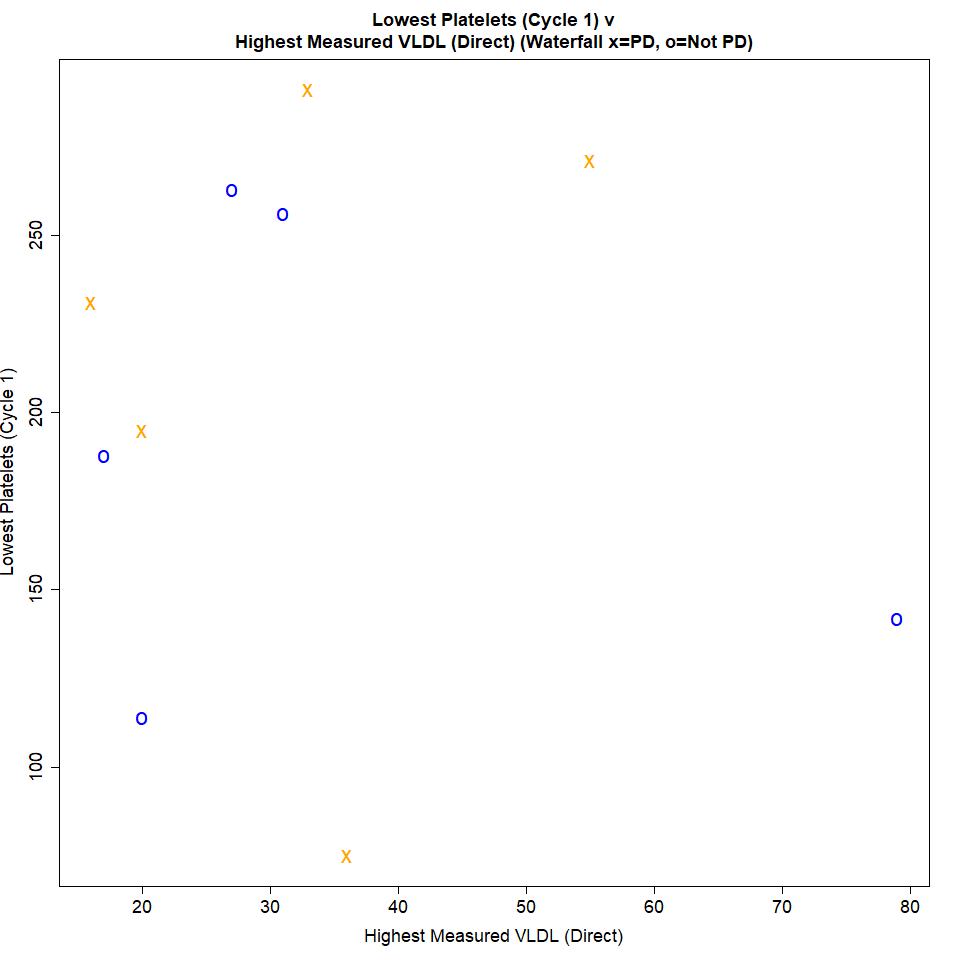 Lowest Platelets (Cycle 1) v
Highest Measured VLDL (Direct) (Waterfall x=PD, o=Not PD)
X
X
O
O
250
X
Lowest Platelets (Cycle 1)
200
X
O
150
O
O
100
X
20 30 40 50 60 70 80
Highest Measured VLDL (Direct)